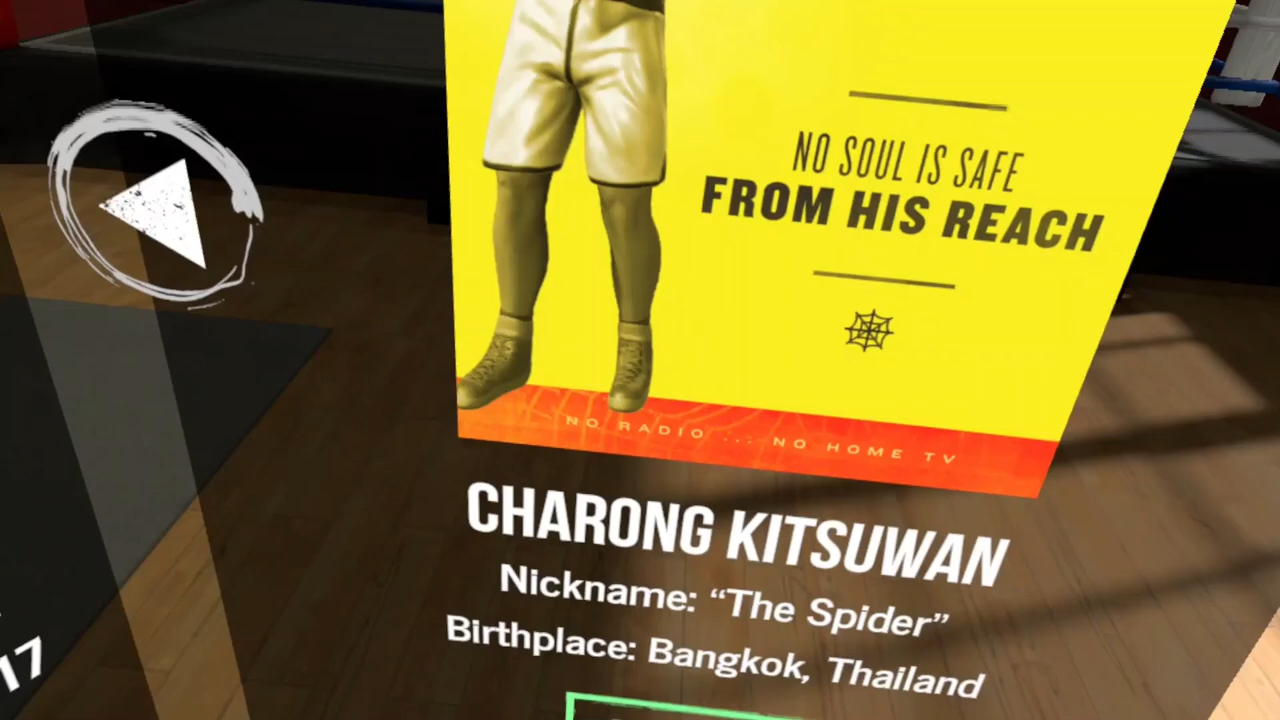 NO SOUL IS SAFE
FROM HIS REACH
NO RADIO ... NO HOME TV
CHARONG KITSUWAN
Nickname: “The Spider”
Birthplace: Bangkok, Thailand
17